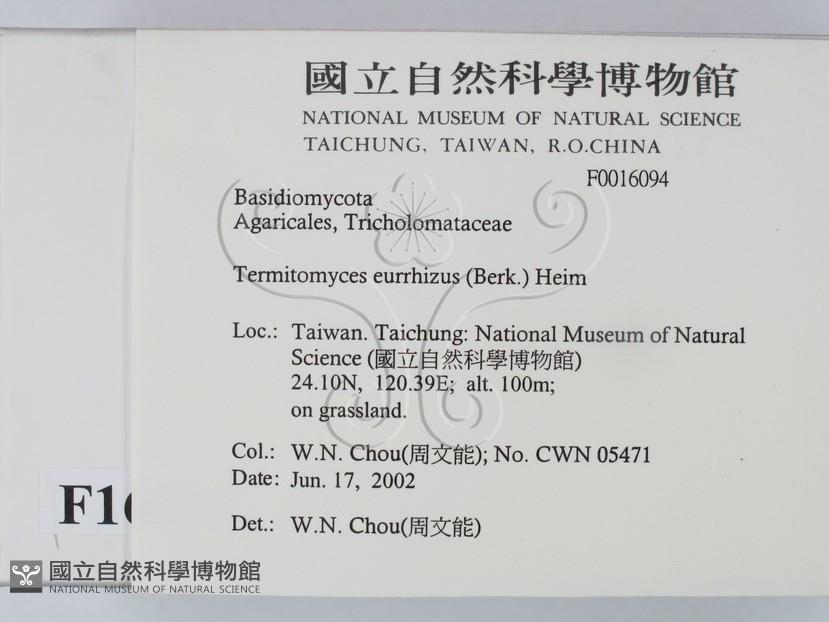 國立自然科學博物館
NATIONAL MUSEUM OF NATURAL SCIENCE
TAICHUNG, TAIWAN, R.O.CHINA
F0016094
Basidiomycota
Agaricales, Tricholomataceae
Termitomyces eurrhizus (Berk.) Heim
Loc.: Taiwan. Taichung: National Museum of Natural
Science (國立自然科學博物館)
24.10N, 120.39E; alt. 100m;
on grassland.
Col.: W.N. Chou(周文能); No. CWN 05471
Date: Jun. 17, 2002
Det.: W.N. Chou(周文能)
國立自然科學博物館
NATIONAL MUSEUM OF NATURAL SCIENCE